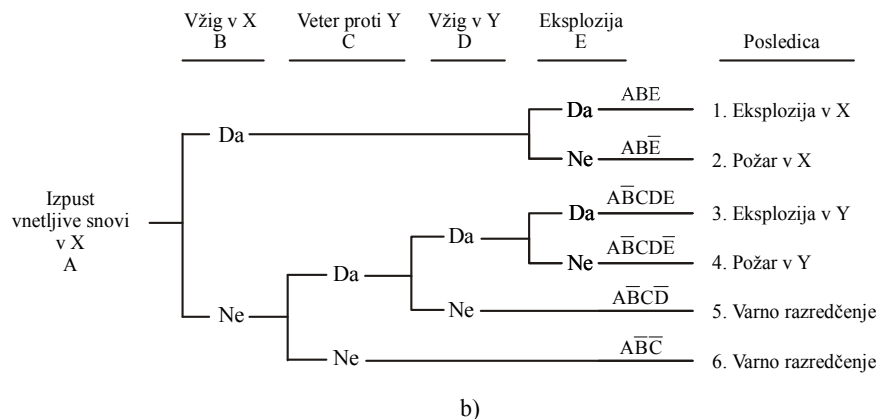 Vžig v X Veter proti Y Vžig v Y Eksplozija
B C D E Posledica
Da ABE 1. Eksplozija v X
Da
Ne ABE̅ 2. Požar v X
Izpust
vnetljive snovi
v X
A
Da AB̅CDE 3. Eksplozija v Y
Da
Ne AB̅CDE̅ 4. Požar v Y
Da
Ne Ne AB̅CD̅ 5. Varno razredčenje
Ne AB̅C̅ 6. Varno razredčenje
b)